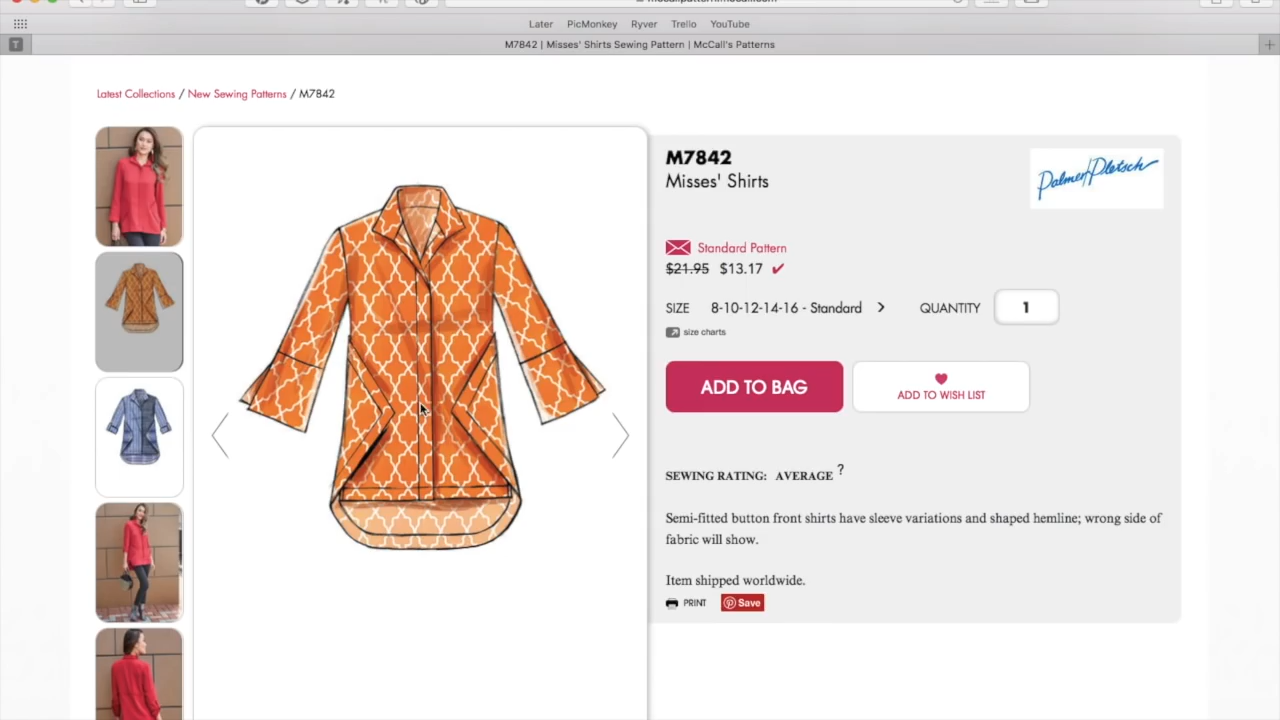 Later PicMonkey Ryver Trello YouTube
T M7842 | Misses' Shirts Sewing Pattern | McCall's Patterns
Latest Collections / New Sewing Patterns / M7842
M7842
Misses' Shirts
Palmer/Pletsch
Standard Pattern
$21.95 $13.17
SIZE 8-10-12-14-16 - Standard QUANTITY 1
size charts
ADD TO BAG
ADD TO WISH LIST
SEWING RATING: AVERAGE ?
Semi-fitted button front shirts have sleeve variations and shaped hemline; wrong side of
fabric will show.
Item shipped worldwide.
PRINT Save